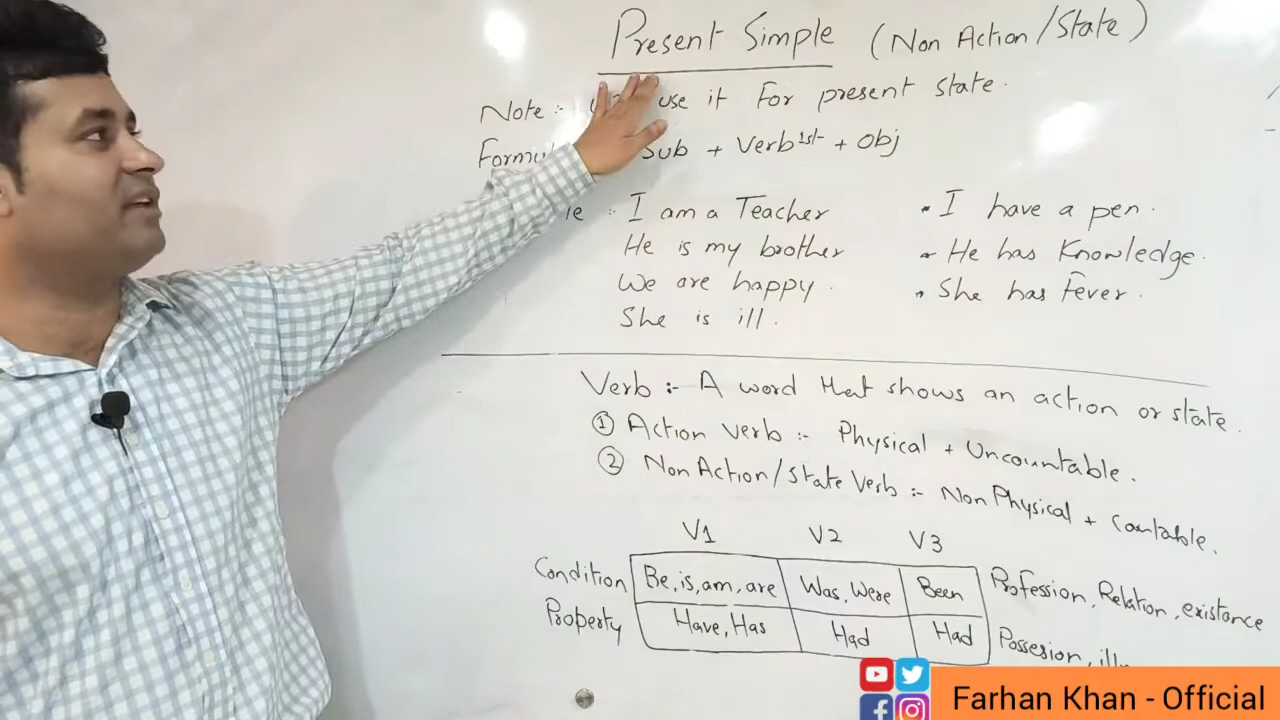 Present Simple (Non Action/State)
Note :- use it For present state.
Sub + Verb 1st + Obj
I am a Teacher
He is my brother
We are happy.
She is ill.
I have a pen.
He has Knowledge.
She has Fever.
Verb :- A word that shows an action or state.
① Action Verb :- Physical + Uncountable.
② Non Action/State Verb :- Non Physical + Countable.
V1 V2 V3
Condition Be, is, am, are Was, Were Been Profession, Relation, existance
Property Have, Has Had Had Possesion,
Farhan Khan - Official